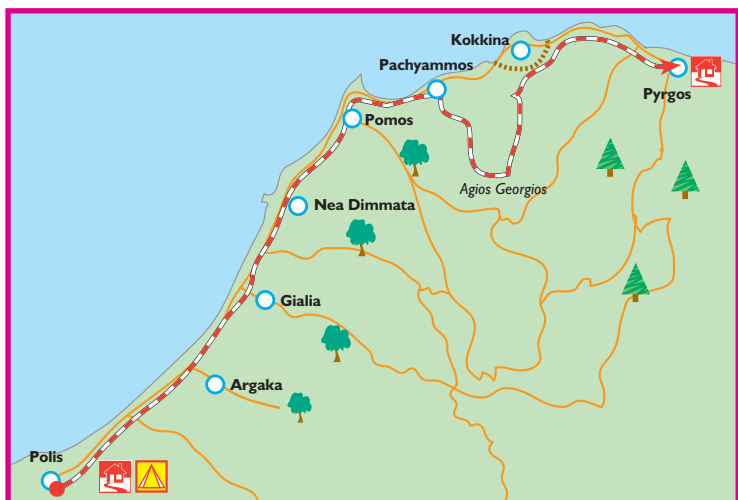 Kokkina
Pachyammos
Pyrgos
Pomos
Agios Georgios
Nea Dimmata
Gialia
Argaka
Polis